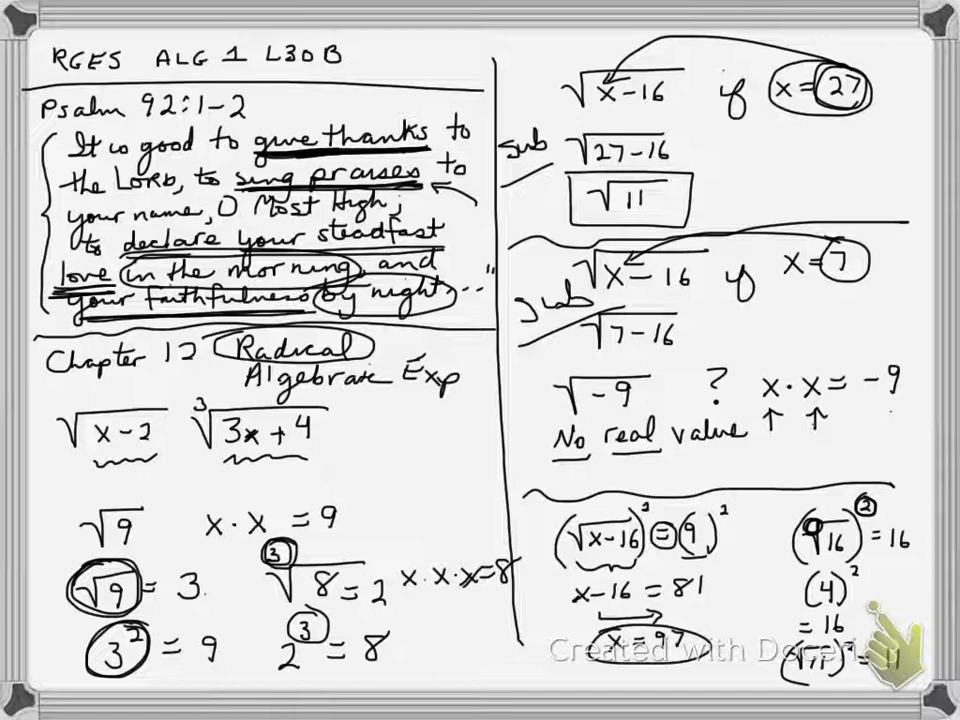 RGES ALG 1 L30B
Psalm 92:1-2
It is good to give thanks to
the LORD, to sing praises to
your name, O Most High;
to declare your steadfast
love in the morning, and
your faithfulness by night, ..."
Chapter 12 Radical
Algebraic Exp
√(x-2) ³√(3x+4)
√9 x·x = 9
√9 = 3. ³√8 = 2 x·x·x=8
3² = 9 2³ = 8
√(x-16) if x = 27
sub √(27-16)
√11
√(x-16) if x = 7
sub √(7-16)
√-9 ? x·x = -9
No real value ↑ ↑
(√(x-16))² = (9)²
x-16 = 81
x = 97
(√16)² = 16
(4)²
= 16
(√11)² = 11
Created with Doceri